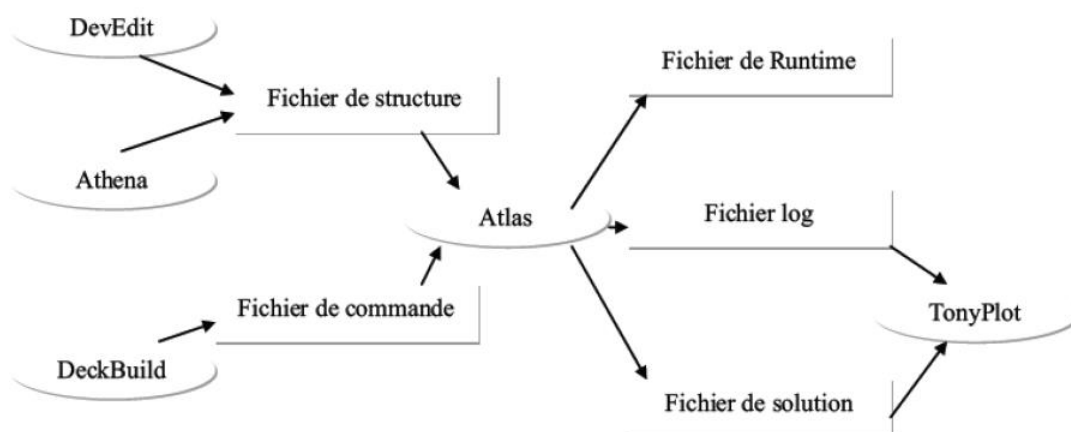 DevEdit
Fichier de Runtime
Fichier de structure
Athena
Atlas
Fichier log
Fichier de commande
TonyPlot
DeckBuild
Fichier de solution